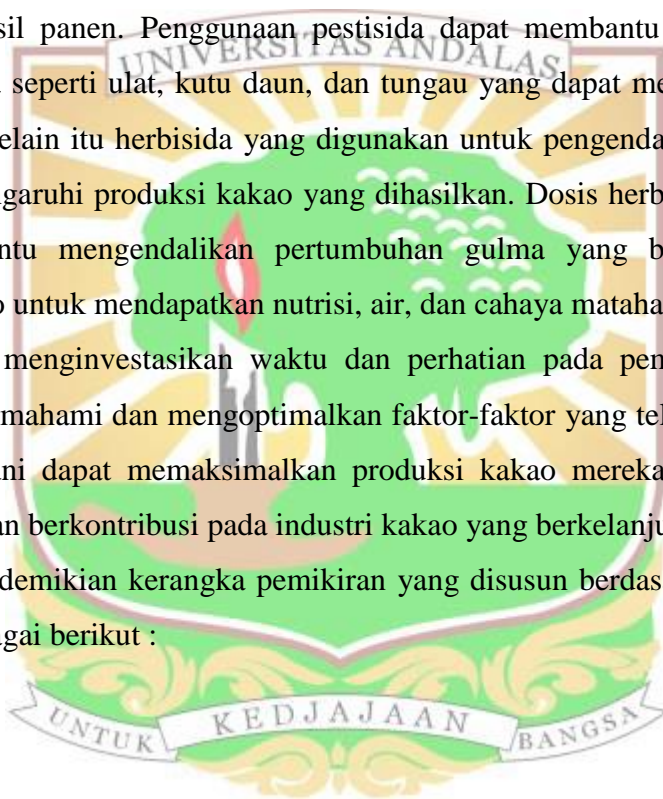 sil panen. Penggunaan pestisida dapat membantu
UNIVERSITAS ANDALAS
seperti ulat, kutu daun, dan tungau yang dapat me
elain itu herbisida yang digunakan untuk pengenda
ngaruhi produksi kakao yang dihasilkan. Dosis herb
ntu mengendalikan pertumbuhan gulma yang b
o untuk mendapatkan nutrisi, air, dan cahaya mataha
menginvestasikan waktu dan perhatian pada pen
mahami dan mengoptimalkan faktor-faktor yang tel
ani dapat memaksimalkan produksi kakao mereka
an berkontribusi pada industri kakao yang berkelanju
demikian kerangka pemikiran yang disusun berdas
agai berikut :
UNTUK KEDJAJAAN BANGSA